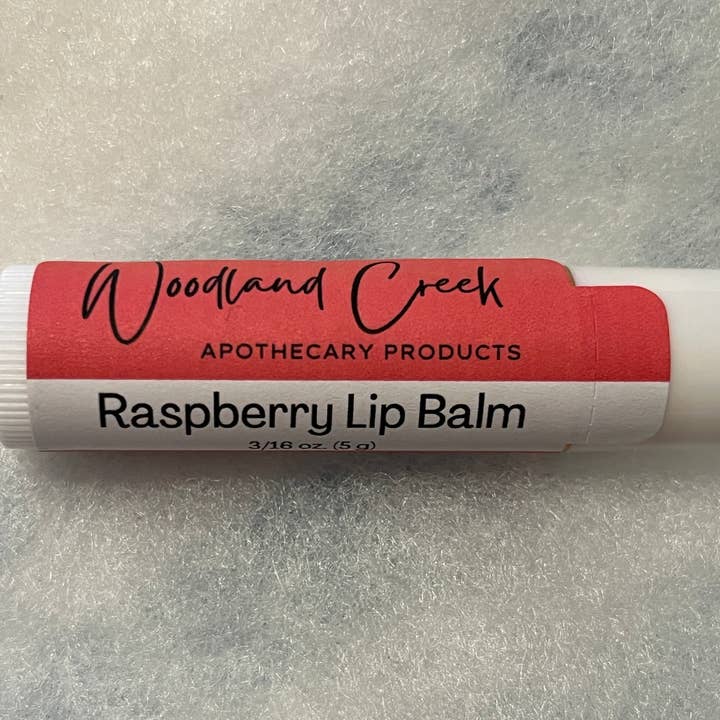 Woodland Creek
APOTHECARY PRODUCTS
Raspberry Lip Balm
3/16 oz. (5 g)